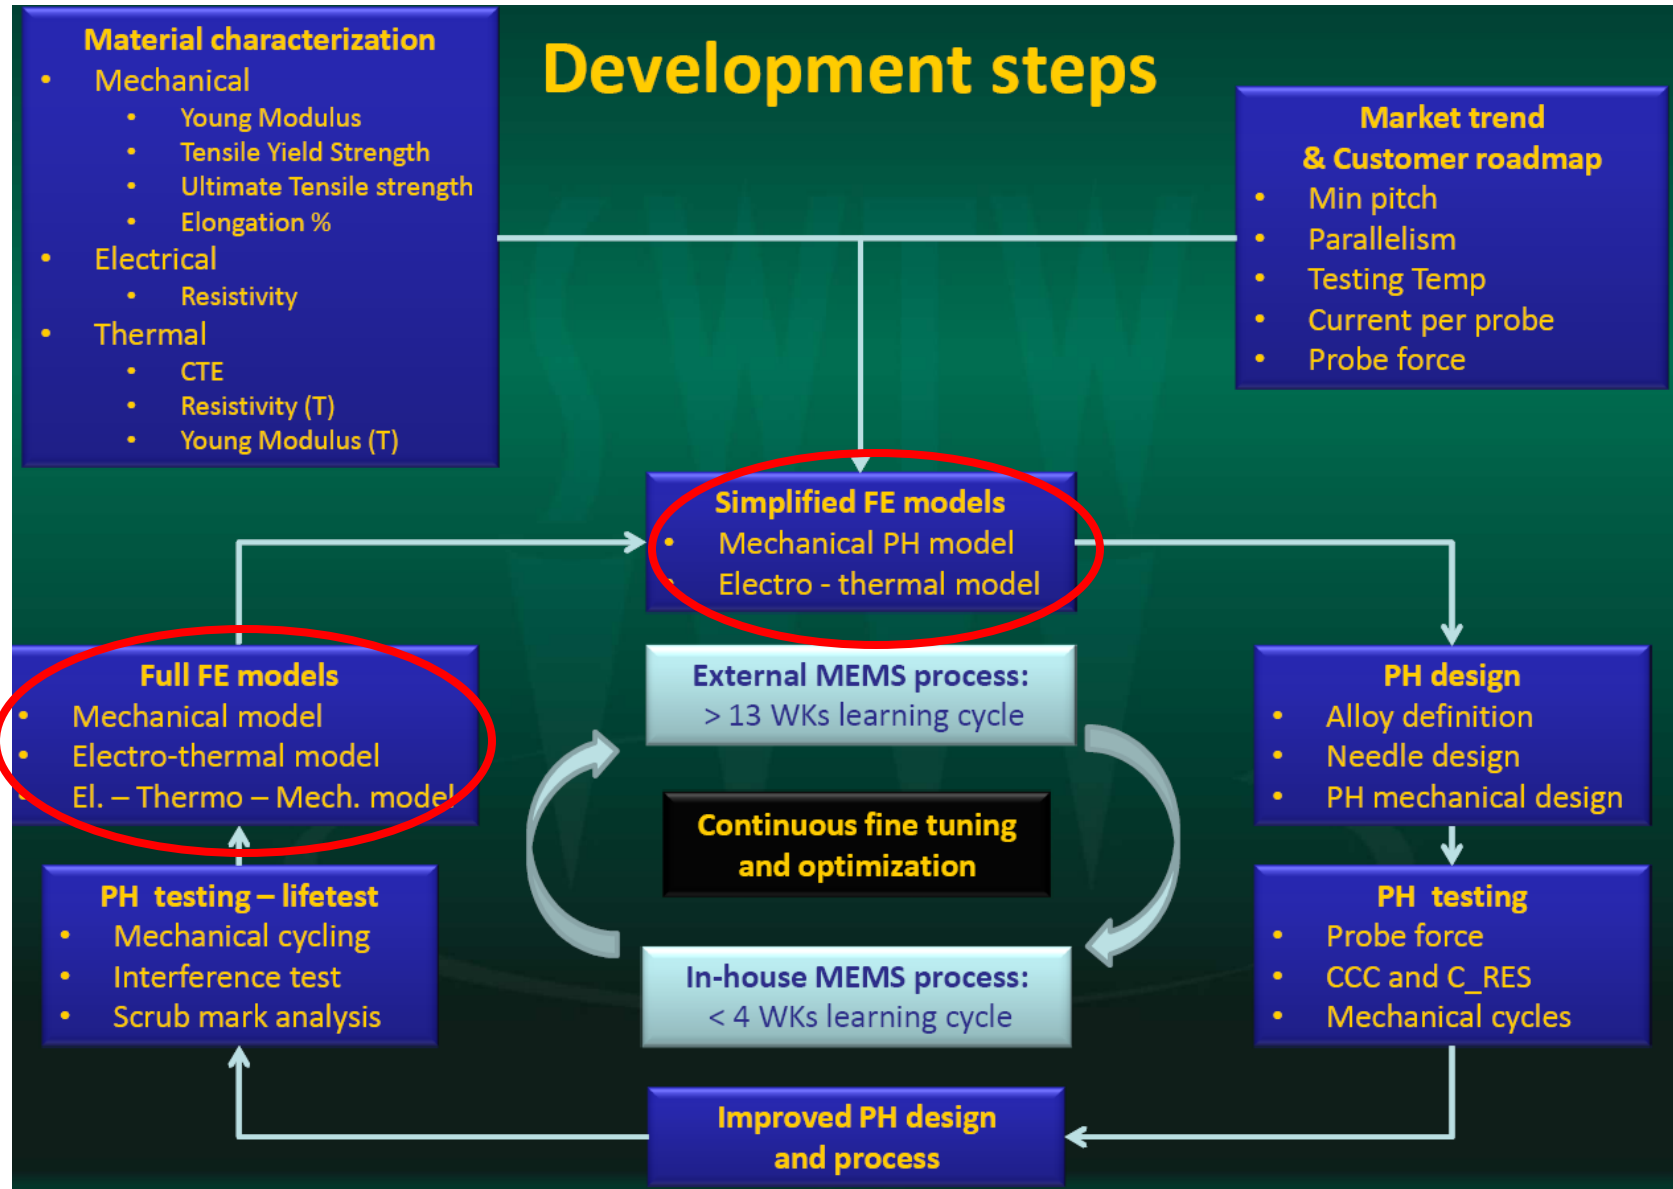 Development steps
Material characterization
• Mechanical
• Young Modulus
• Tensile Yield Strength
• Ultimate Tensile strength
• Elongation %
• Electrical
• Resistivity
• Thermal
• CTE
• Resistivity (T)
• Young Modulus (T)
Market trend
& Customer roadmap
• Min pitch
• Parallelism
• Testing Temp
• Current per probe
• Probe force
Simplified FE models
• Mechanical PH model
• Electro - thermal model
Full FE models
• Mechanical model
• Electro-thermal model
• El. – Thermo – Mech. model
External MEMS process:
> 13 WKs learning cycle
PH design
• Alloy definition
• Needle design
• PH mechanical design
Continuous fine tuning
and optimization
PH testing – lifetest
• Mechanical cycling
• Interference test
• Scrub mark analysis
In-house MEMS process:
< 4 WKs learning cycle
PH testing
• Probe force
• CCC and C_RES
• Mechanical cycles
Improved PH design
and process
SWTW